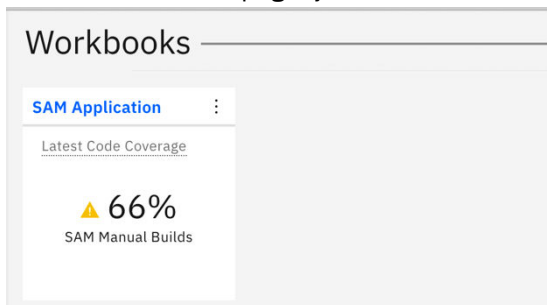 Workbooks
SAM Application
Latest Code Coverage
66%
SAM Manual Builds